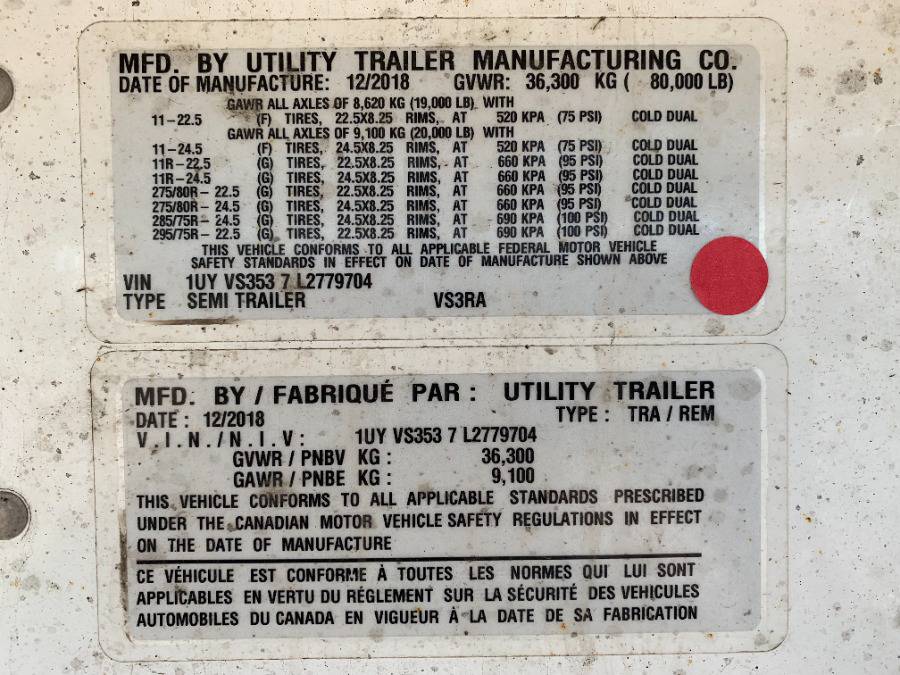 MFD. BY UTILITY TRAILER MANUFACTURING CO.
DATE OF MANUFACTURE: 12/2018 GVWR: 36,300 KG ( 80,000 LB)
GAWR ALL AXLES OF 8,620 KG (19,000 LB) WITH
11-22.5 (F) TIRES, 22.5X8.25 RIMS, AT 520 KPA (75 PSI) COLD DUAL
GAWR ALL AXLES OF 9,100 KG (20,000 LB) WITH
11-24.5 (F) TIRES, 24.5X8.25 RIMS, AT 520 KPA (75 PSI) COLD DUAL
11R-22.5 (G) TIRES, 22.5X8.25 RIMS, AT 660 KPA (95 PSI) COLD DUAL
11R-24.5 (G) TIRES, 24.5X8.25 RIMS, AT 660 KPA (95 PSI) COLD DUAL
275/80R- 22.5 (G) TIRES, 22.5X8.25 RIMS, AT 660 KPA (95 PSI) COLD DUAL
275/80R- 24.5 (G) TIRES, 24.5X8.25 RIMS, AT 660 KPA (95 PSI) COLD DUAL
285/75R- 24.5 (G) TIRES, 24.5X8.25 RIMS, AT 690 KPA (100 PSI) COLD DUAL
295/75R- 22.5 (G) TIRES, 22.5X8.25 RIMS, AT 690 KPA (100 PSI) COLD DUAL
THIS VEHICLE CONFORMS TO ALL APPLICABLE FEDERAL MOTOR VEHICLE
SAFETY STANDARDS IN EFFECT ON DATE OF MANUFACTURE SHOWN ABOVE
VIN 1UY VS353 7 L2779704
TYPE SEMI TRAILER VS3RA
MFD. BY / FABRIQUÉ PAR : UTILITY TRAILER
DATE : 12/2018 TYPE : TRA / REM
V.I.N./N.I.V: 1UY VS353 7 L2779704
GVWR / PNBV KG : 36,300
GAWR / PNBE KG : 9,100
THIS VEHICLE CONFORMS TO ALL APPLICABLE STANDARDS PRESCRIBED
UNDER THE CANADIAN MOTOR VEHICLE SAFETY REGULATIONS IN EFFECT
ON THE DATE OF MANUFACTURE
CE VÉHICULE EST CONFORME À TOUTES LES NORMES QUI LUI SONT
APPLICABLES EN VERTU DU RÉGLEMENT SUR LA SÉCURITÉ DES VEHICULES
AUTOMOBILES DU CANADA EN VIGUEUR À LA DATE DE SA FABRICATION